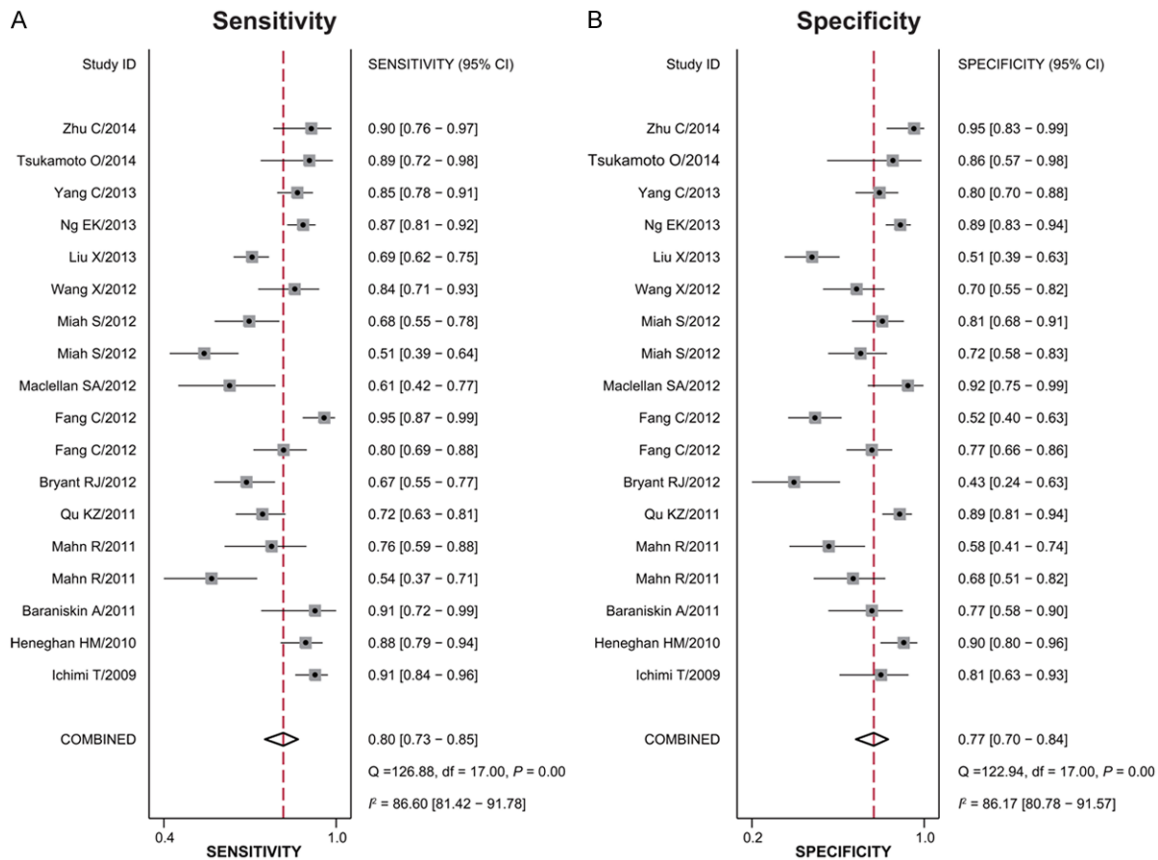 A Sensitivity
Study ID SENSITIVITY (95% CI)
Zhu C/2014 0.90 [0.76 − 0.97]
Tsukamoto O/2014 0.89 [0.72 − 0.98]
Yang C/2013 0.85 [0.78 − 0.91]
Ng EK/2013 0.87 [0.81 − 0.92]
Liu X/2013 0.69 [0.62 − 0.75]
Wang X/2012 0.84 [0.71 − 0.93]
Miah S/2012 0.68 [0.55 − 0.78]
Miah S/2012 0.51 [0.39 − 0.64]
Maclellan SA/2012 0.61 [0.42 − 0.77]
Fang C/2012 0.95 [0.87 − 0.99]
Fang C/2012 0.80 [0.69 − 0.88]
Bryant RJ/2012 0.67 [0.55 − 0.77]
Qu KZ/2011 0.72 [0.63 − 0.81]
Mahn R/2011 0.76 [0.59 − 0.88]
Mahn R/2011 0.54 [0.37 − 0.71]
Baraniskin A/2011 0.91 [0.72 − 0.99]
Heneghan HM/2010 0.88 [0.79 − 0.94]
Ichimi T/2009 0.91 [0.84 − 0.96]
COMBINED 0.80 [0.73 − 0.85]
Q =126.88, df = 17.00, P = 0.00
I² = 86.60 [81.42 − 91.78]
0.4 1.0
SENSITIVITY
B Specificity
Study ID SPECIFICITY (95% CI)
Zhu C/2014 0.95 [0.83 − 0.99]
Tsukamoto O/2014 0.86 [0.57 − 0.98]
Yang C/2013 0.80 [0.70 − 0.88]
Ng EK/2013 0.89 [0.83 − 0.94]
Liu X/2013 0.51 [0.39 − 0.63]
Wang X/2012 0.70 [0.55 − 0.82]
Miah S/2012 0.81 [0.68 − 0.91]
Miah S/2012 0.72 [0.58 − 0.83]
Maclellan SA/2012 0.92 [0.75 − 0.99]
Fang C/2012 0.52 [0.40 − 0.63]
Fang C/2012 0.77 [0.66 − 0.86]
Bryant RJ/2012 0.43 [0.24 − 0.63]
Qu KZ/2011 0.89 [0.81 − 0.94]
Mahn R/2011 0.58 [0.41 − 0.74]
Mahn R/2011 0.68 [0.51 − 0.82]
Baraniskin A/2011 0.77 [0.58 − 0.90]
Heneghan HM/2010 0.90 [0.80 − 0.96]
Ichimi T/2009 0.81 [0.63 − 0.93]
COMBINED 0.77 [0.70 − 0.84]
Q =122.94, df = 17.00, P = 0.00
I² = 86.17 [80.78 − 91.57]
0.2 1.0
SPECIFICITY